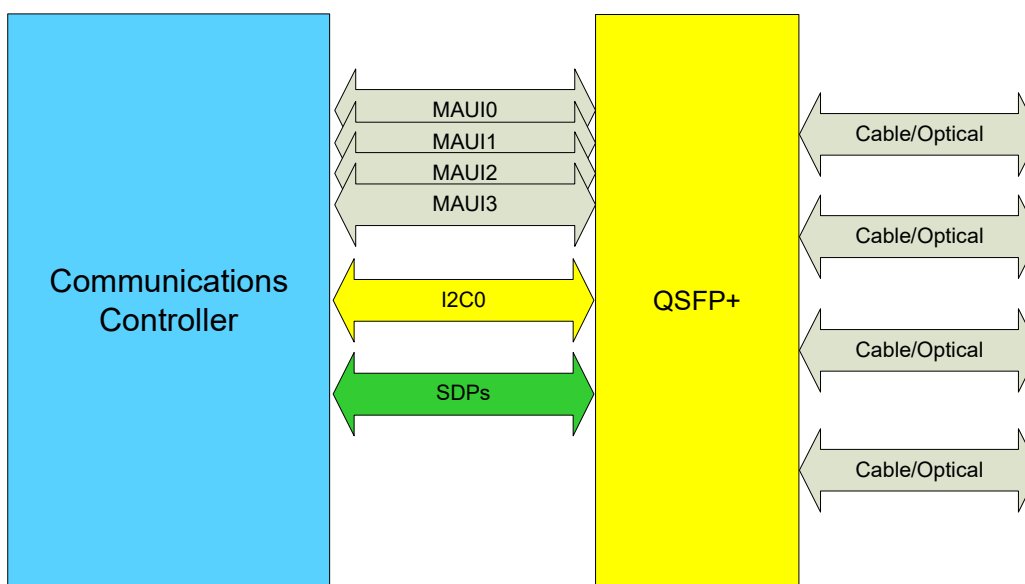 MAUI0
Cable/Optical
MAUI1
MAUI2
MAUI3
Cable/Optical
Communications
Controller
I2C0
QSFP+
Cable/Optical
SDPs
Cable/Optical